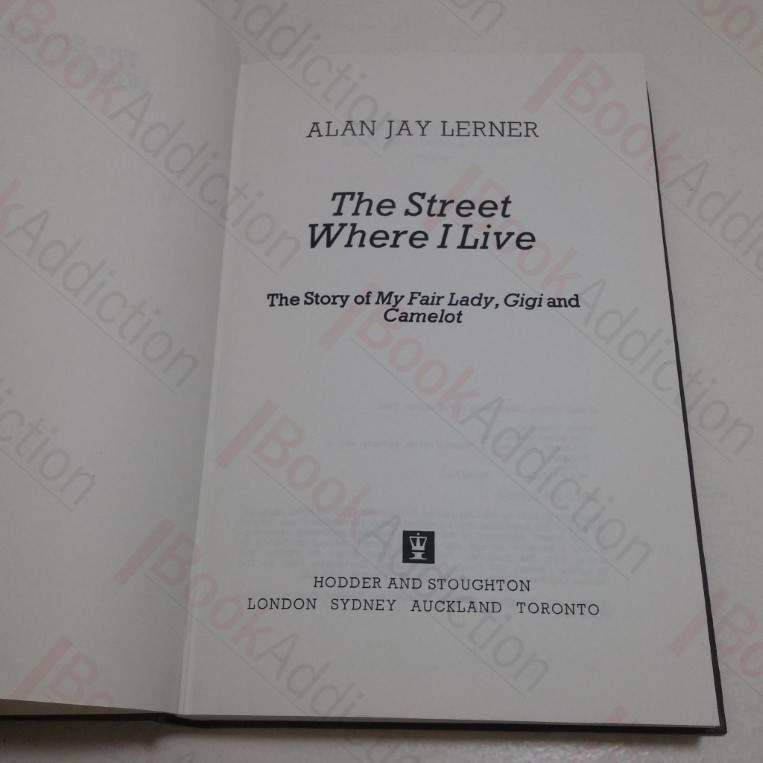 ALAN JAY LERNER
The Street
Where I Live
The Story of My Fair Lady, Gigi and
Camelot
HODDER AND STOUGHTON
LONDON SYDNEY AUCKLAND TORONTO
BookAddiction